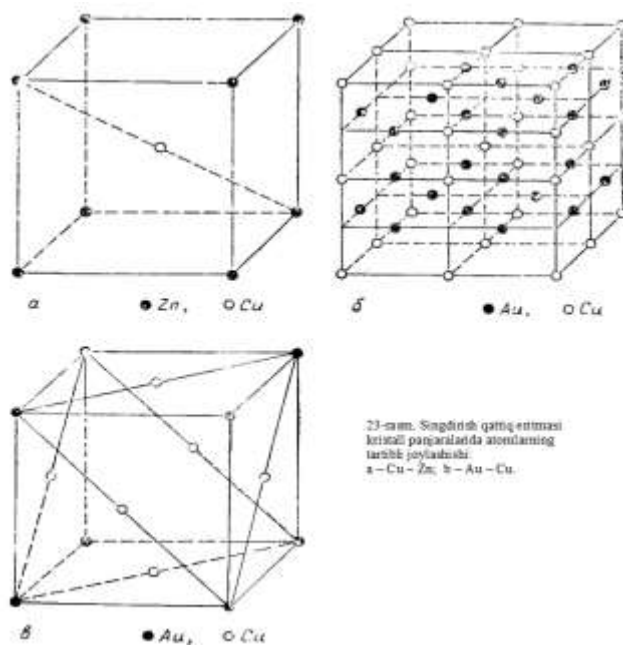 a
● Zn, ○ Cu
б
● Au, ○ Cu
23-rasm. Singdirish qattiq eritmasi
kristall panjaralarida atomlarning
tartibli joylashishi:
a – Cu – Zn; b – Au – Cu.
в
● Au, ○ Cu